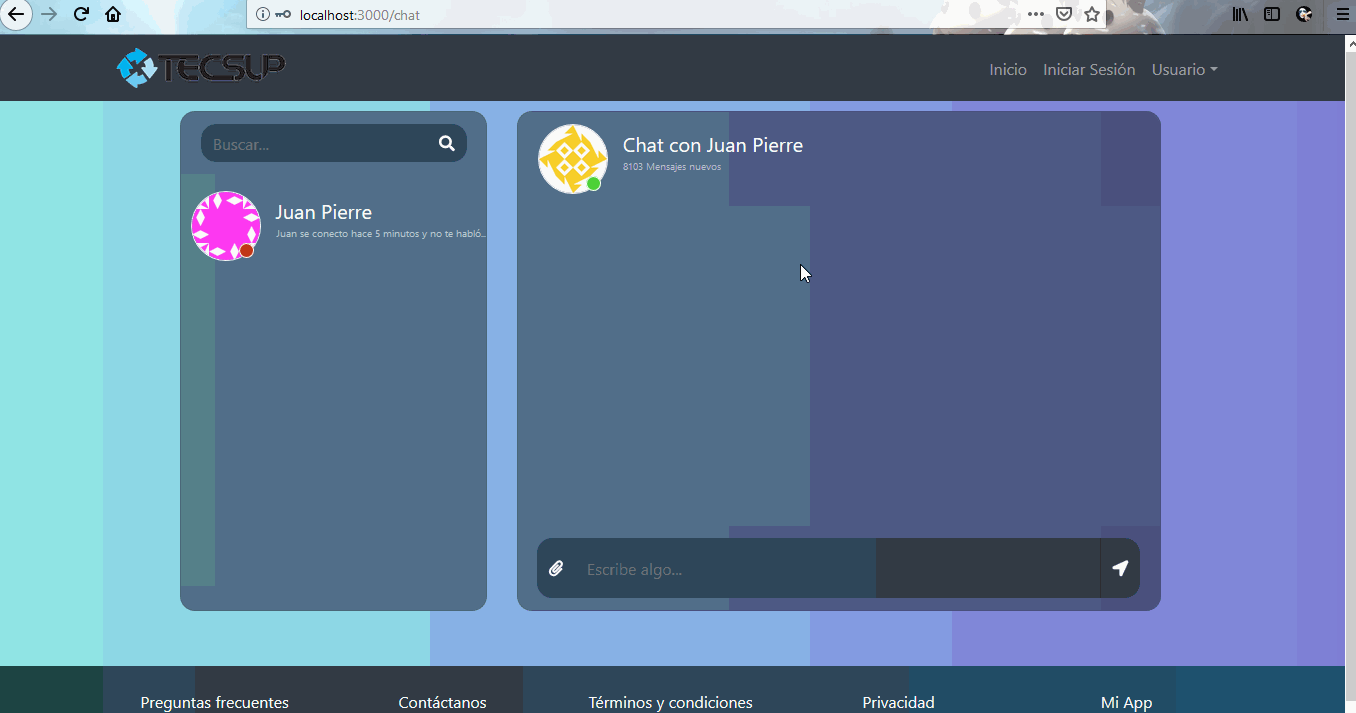 localhost:3000/chat
TECSUP
Inicio
Iniciar Sesión
Usuario
Buscar...
Chat con Juan Pierre
8103 Mensajes nuevos
Juan Pierre
Juan se conecto hace 5 minutos y no te habló..
Escribe algo...
Preguntas frecuentes
Contáctanos
Términos y condiciones
Privacidad
Mi App